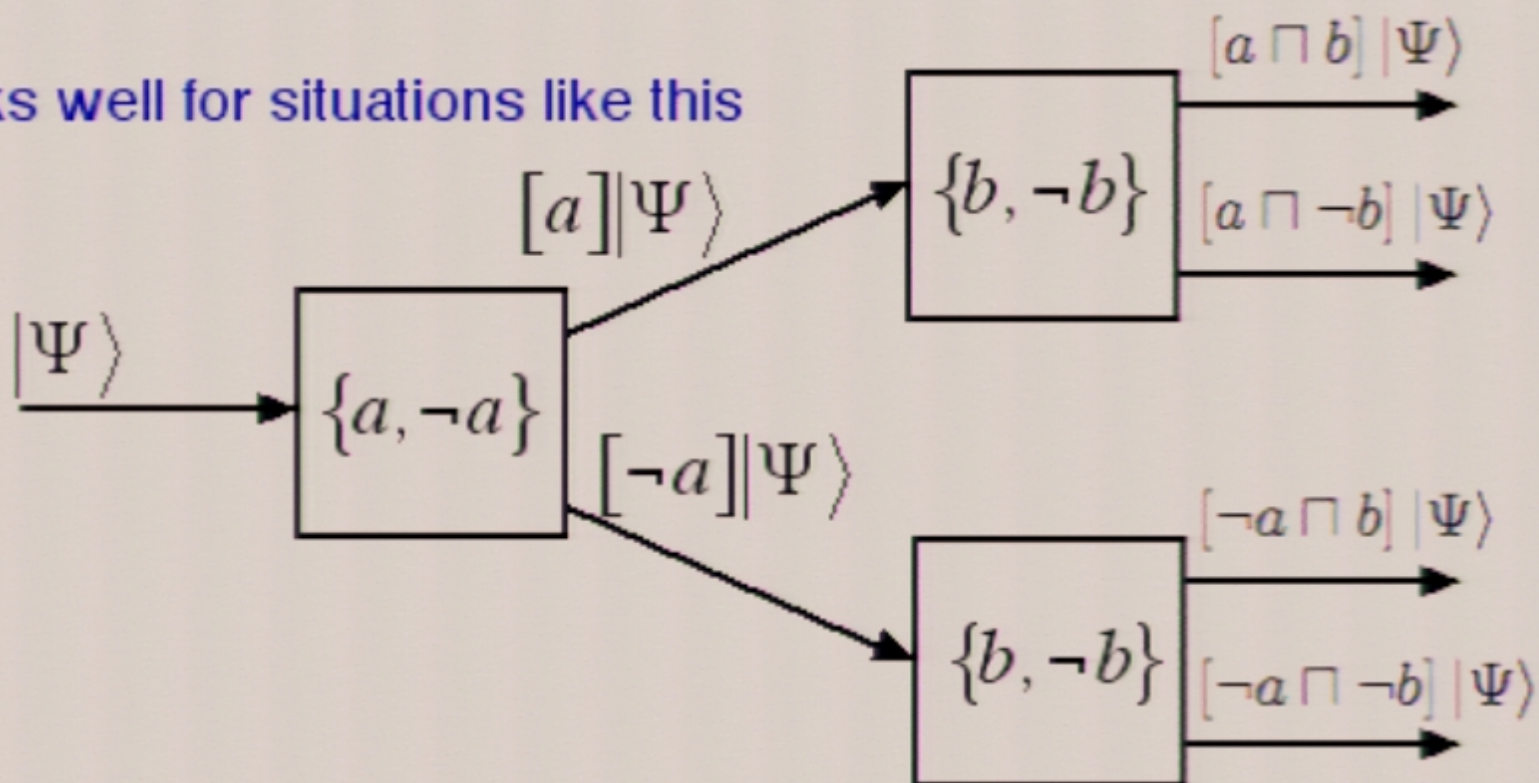 well for situations like this
[a ⊓ b] |Ψ⟩
{b, ¬b}
[a]|Ψ⟩
[a ⊓ ¬b] |Ψ⟩
|Ψ⟩
{a, ¬a}
[¬a]|Ψ⟩
[¬a ⊓ b] |Ψ⟩
{b, ¬b}
[¬a ⊓ ¬b] |Ψ⟩